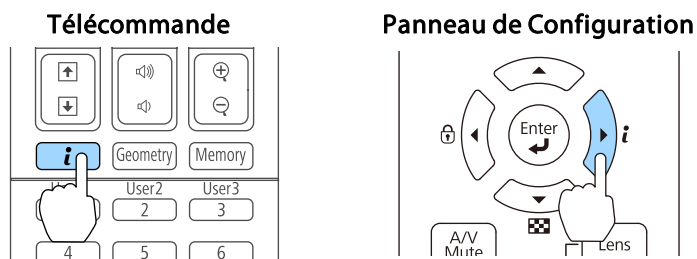 Télécommande
Panneau de Configuration
i
Geometry
Memory
User2
User3
2
3
4
5
6
Enter
i
A/V
Mute
Lens